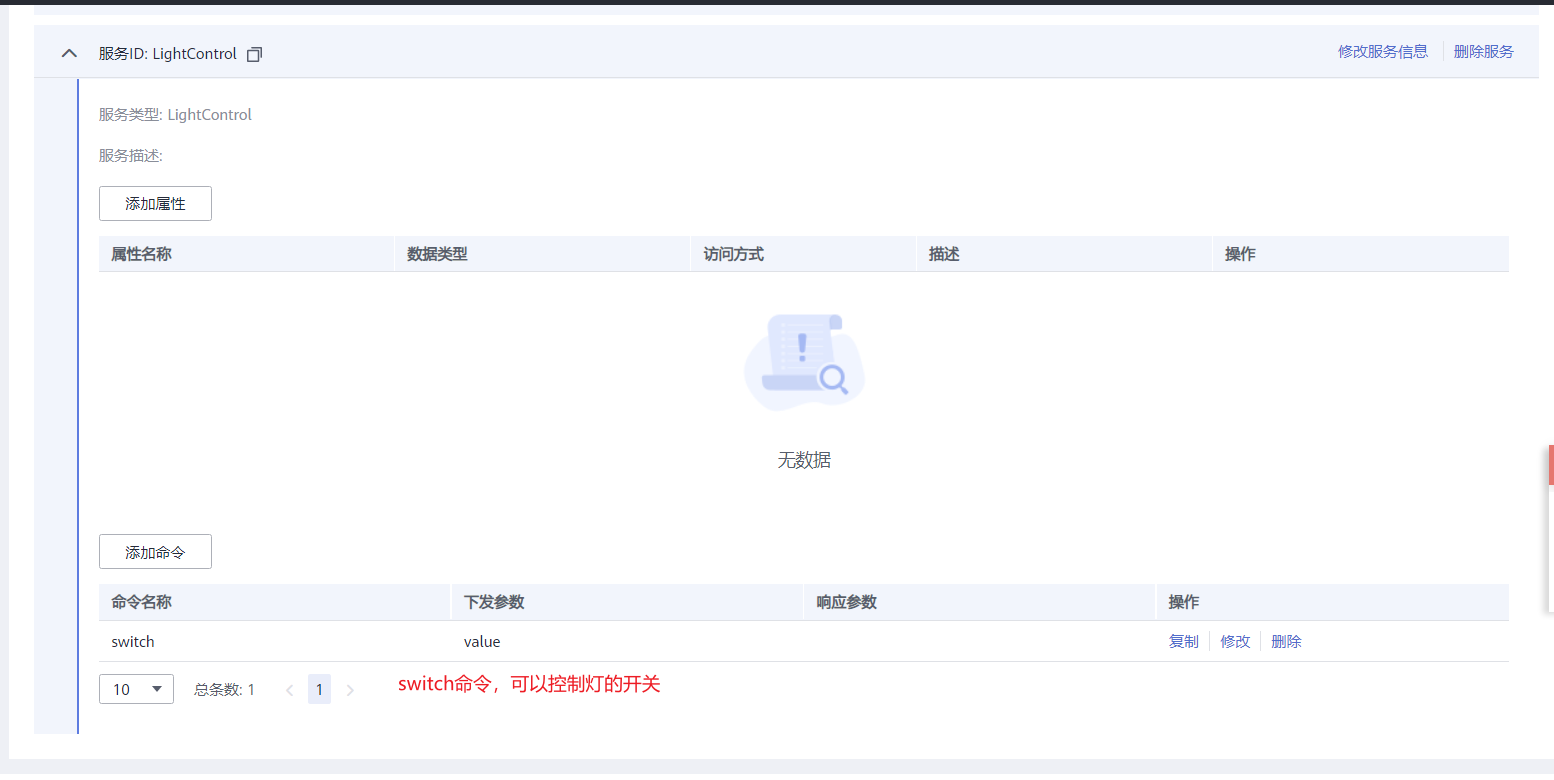 服务ID: LightControl
修改服务信息 删除服务
服务类型: LightControl
服务描述:
添加属性
属性名称 数据类型 访问方式 描述 操作
无数据
添加命令
命令名称 下发参数 响应参数 操作
switch value 复制 修改 删除
10 总条数: 1 1
switch命令，可以控制灯的开关